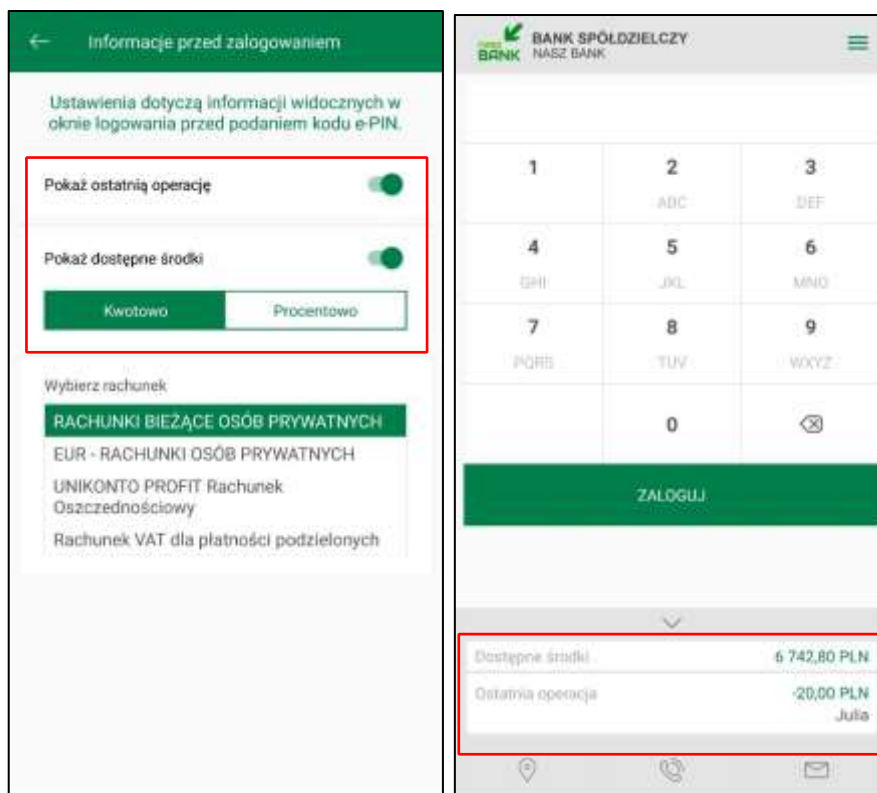 Informacje przed zalogowaniem
Ustawienia dotyczą informacji widocznych w
oknie logowania przed podaniem kodu e-PIN.
Pokaż ostatnią operację
Pokaż dostępne środki
Kwotowo
Procentowo
Wybierz rachunek
RACHUNKI BIEŻĄCE OSÓB PRYWATNYCH
EUR - RACHUNKI OSÓB PRYWATNYCH
UNIKONTO PROFIT Rachunek
Oszczędnościowy
Rachunek VAT dla płatności podzielonych
BANK
BANK SPÓŁDZIELCZY
NASZ BANK
1 2 3
ABC DEF
4 5 6
GHI JKL MNO
7 8 9
PQRS TUV WXYZ
0
ZALOGUJ
Dostępne środki 6 742,80 PLN
Ostatnia operacja -20,00 PLN
Julia